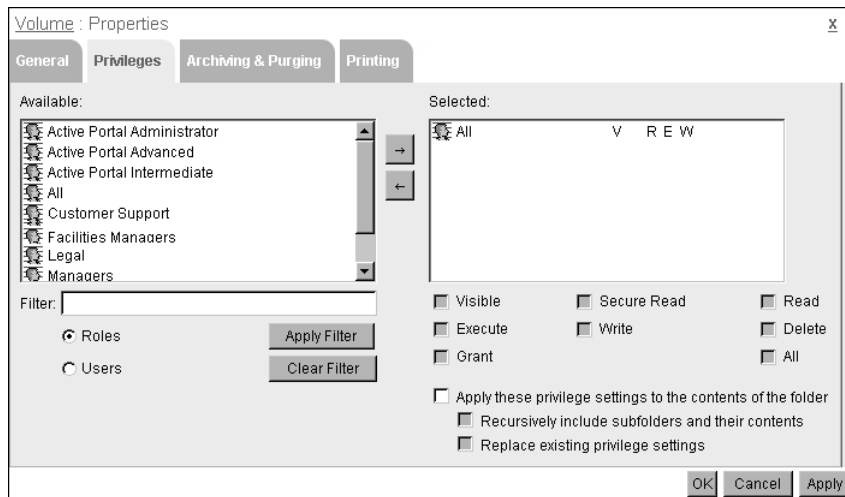 Volume : Properties x
General Privileges Archiving & Purging Printing
Available: Selected:
Active Portal Administrator
Active Portal Advanced
Active Portal Intermediate
All
Customer Support
Facilities Managers
Legal
Managers
→
←
All V R E W
Filter:
Roles Apply Filter
Users Clear Filter
Visible Secure Read Read
Execute Write Delete
Grant All
Apply these privilege settings to the contents of the folder
Recursively include subfolders and their contents
Replace existing privilege settings
OK Cancel Apply